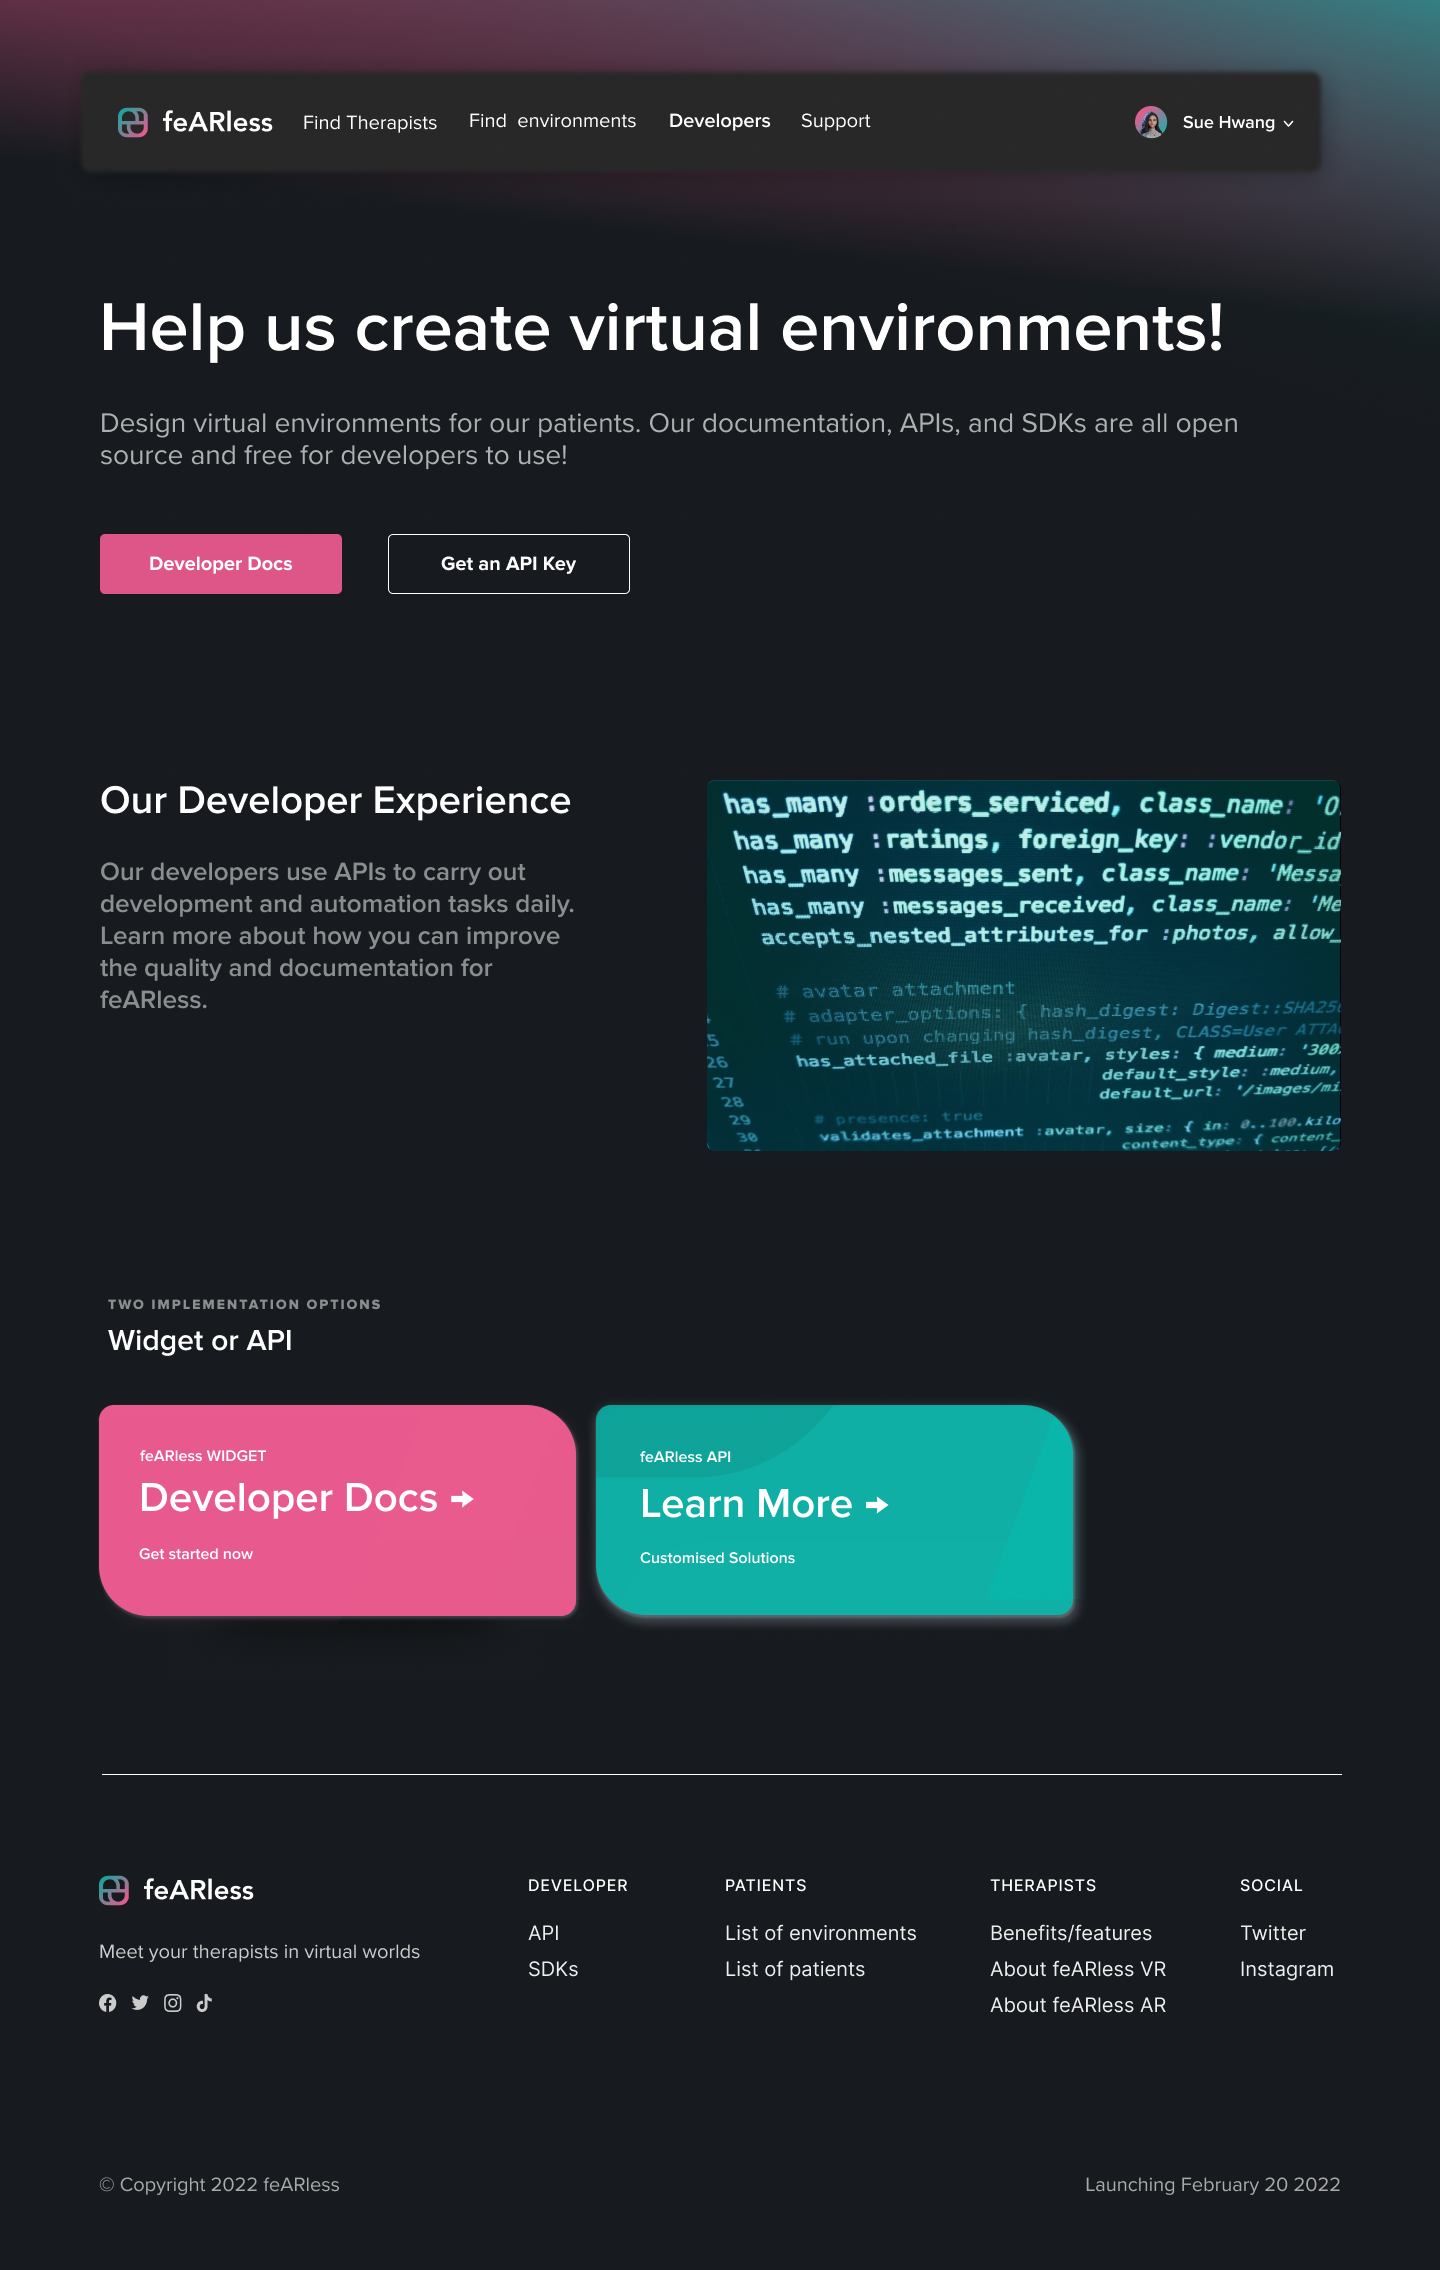 feARless
Find Therapists
Find  environments
Developers
Support
Sue Hwang
Help us create virtual environments!
Design virtual environments for our patients. Our documentation, APIs, and SDKs are all open
source and free for developers to use!
Developer Docs
Get an API Key
Our Developer Experience
Our developers use APIs to carry out
development and automation tasks daily.
Learn more about how you can improve
the quality and documentation for
feARless.
has_many :orders_serviced, class_name: 'O
has_many :ratings, foreign_key: :vendor_id
has_many :messages_sent, class_name: 'Messa
has_many :messages_received, class_name: 'Me
accepts_nested_attributes_for :photos, allow_
# avatar attachment
# adapter_options: { hash_digest: Digest::SHA256
# run upon changing hash_digest, CLASS=User ATTA
26 has_attached_file :avatar, styles: { medium: '300
27 default_style: :medium,
28 default_url: '/images/mi
29 # presence: true
30 validates_attachment :avatar, size: { in: 0..100.kilo
content_type: { content_
TWO IMPLEMENTATION OPTIONS
Widget or API
feARless WIDGET
Developer Docs →
Get started now
feARless API
Learn More →
Customised Solutions
feARless
Meet your therapists in virtual worlds
DEVELOPER
API
SDKs
PATIENTS
List of environments
List of patients
THERAPISTS
Benefits/features
About feARless VR
About feARless AR
SOCIAL
Twitter
Instagram
© Copyright 2022 feARless
Launching February 20 2022